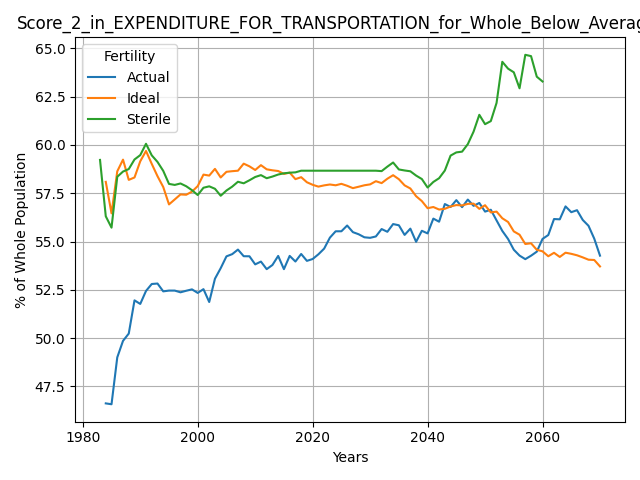 Score_2_in_EXPENDITURE_FOR_TRANSPORTATION_for_Whole_Below_Averag
Fertility
Actual
Ideal
Sterile
% of Whole Population
65.0
62.5
60.0
57.5
55.0
52.5
50.0
47.5
1980 2000 2020 2040 2060
Years